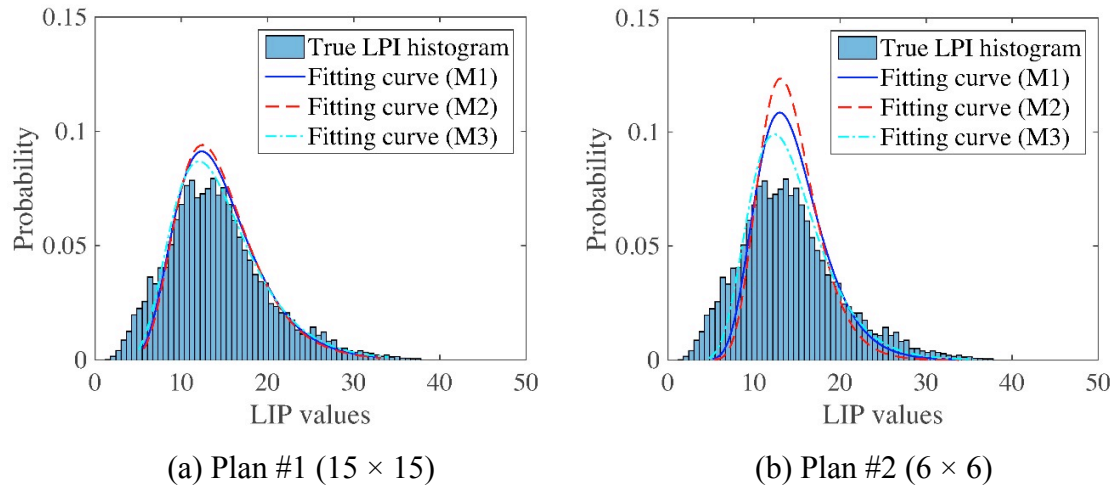 0.15
0.1
0.05
0
Probability
True LPI histogram
Fitting curve (M1)
Fitting curve (M2)
Fitting curve (M3)
0 10 20 30 40 50
LIP values
(a) Plan #1 (15 × 15)
0.15
0.1
0.05
0
Probability
True LPI histogram
Fitting curve (M1)
Fitting curve (M2)
Fitting curve (M3)
0 10 20 30 40 50
LIP values
(b) Plan #2 (6 × 6)